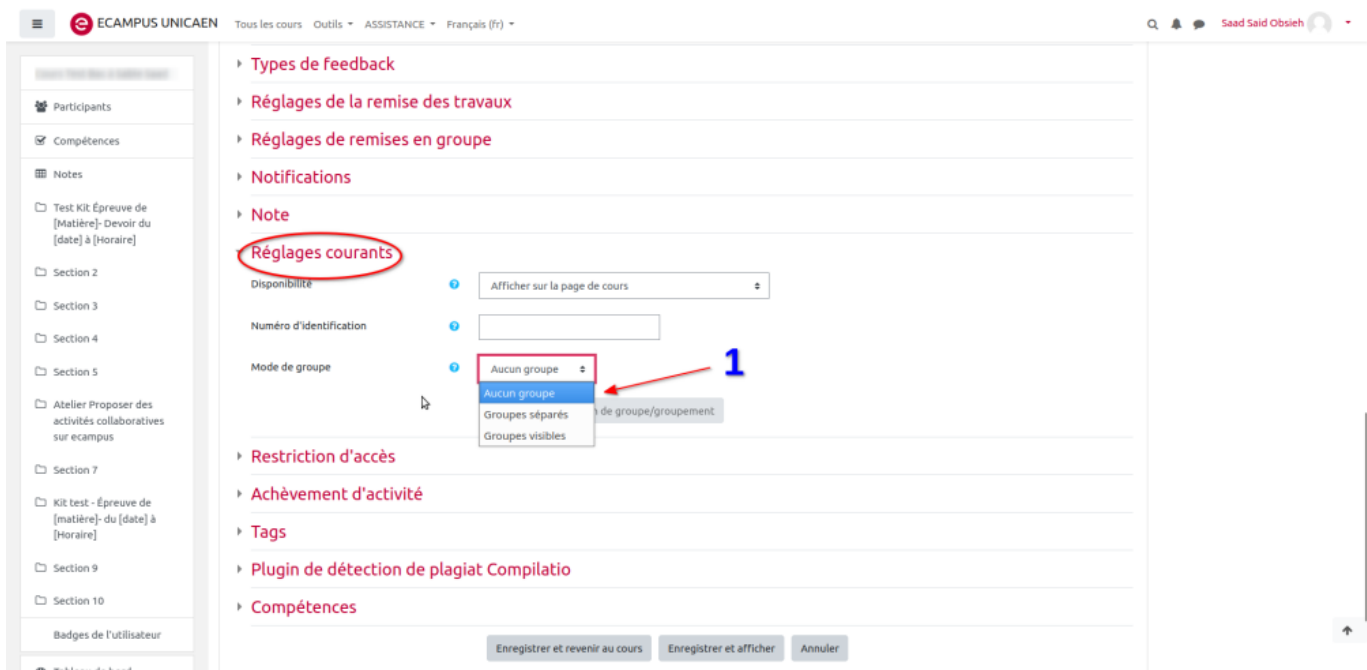 ECAMPUS UNICAEN Tous les cours Outils ASSISTANCE Français (fr) Saad Said Obsieh
Participants
Compétences
Notes
Test Kit Épreuve de
[Matière]- Devoir du
[date] à [Horaire]
Section 2
Section 3
Section 4
Section 5
Atelier Proposer des
activités collaboratives
sur ecampus
Section 7
Kit test - Épreuve de
[matière]- du [date] à
[Horaire]
Section 9
Section 10
Badges de l'utilisateur
Tableau de bord
Types de feedback
Réglages de la remise des travaux
Réglages de remises en groupe
Notifications
Note
Réglages courants
Disponibilité Afficher sur la page de cours
Numéro d'identification
Mode de groupe Aucun groupe 1
Aucun groupe
Groupes séparés de groupe/groupement
Groupes visibles
Restriction d'accès
Achèvement d'activité
Tags
Plugin de détection de plagiat Compilatio
Compétences
Enregistrer et revenir au cours Enregistrer et afficher Annuler